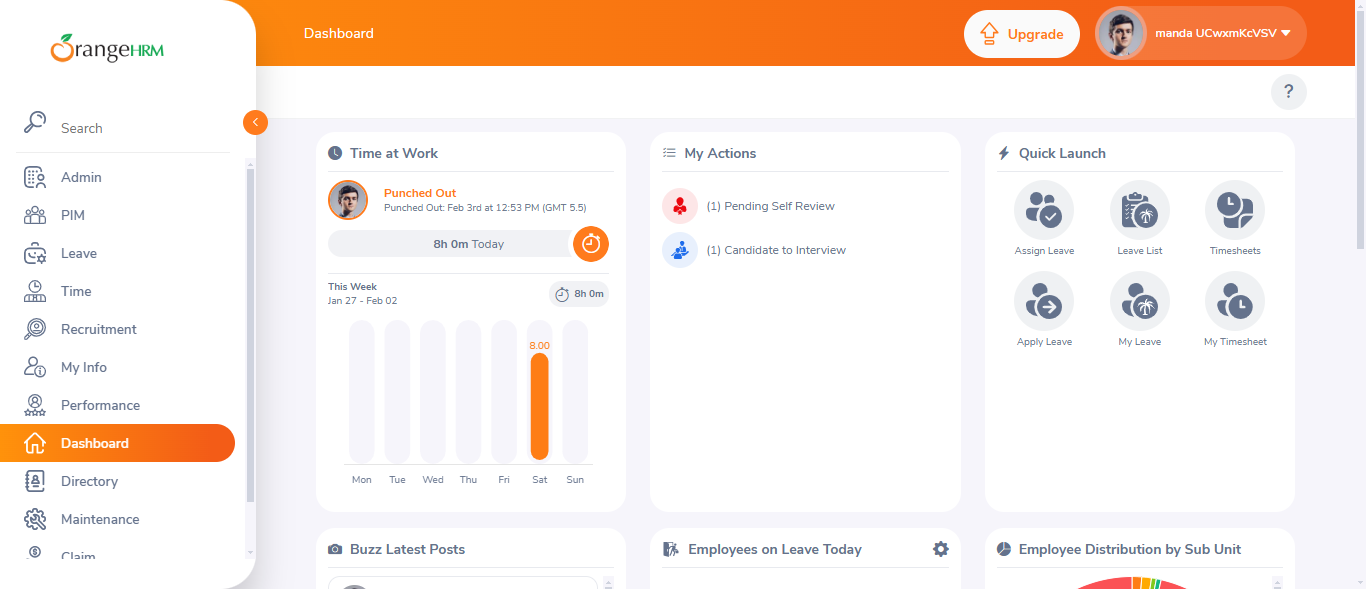 OrangeHRM
Dashboard
Upgrade
manda UCwxmKcVSV
?
Search
Admin
PIM
Leave
Time
Recruitment
My Info
Performance
Dashboard
Directory
Maintenance
Claim
Time at Work
Punched Out
Punched Out: Feb 3rd at 12:53 PM (GMT 5.5)
8h 0m Today
This Week
Jan 27 - Feb 02
8h 0m
8.00
Mon Tue Wed Thu Fri Sat Sun
My Actions
(1) Pending Self Review
(1) Candidate to Interview
Quick Launch
Assign Leave
Leave List
Timesheets
Apply Leave
My Leave
My Timesheet
Buzz Latest Posts
Employees on Leave Today
Employee Distribution by Sub Unit